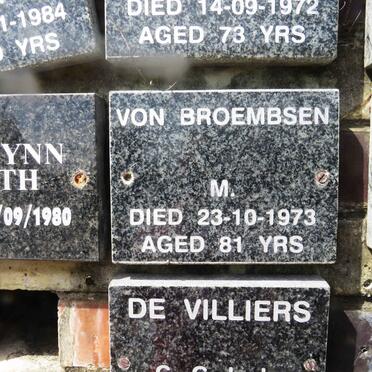 -1984
YRS
DIED 14-09-1972
AGED 73 YRS
YNN
TH
/09/1980
VON BROEMBSEN
M.
DIED 23-10-1973
AGED 81 YRS
DE VILLIERS